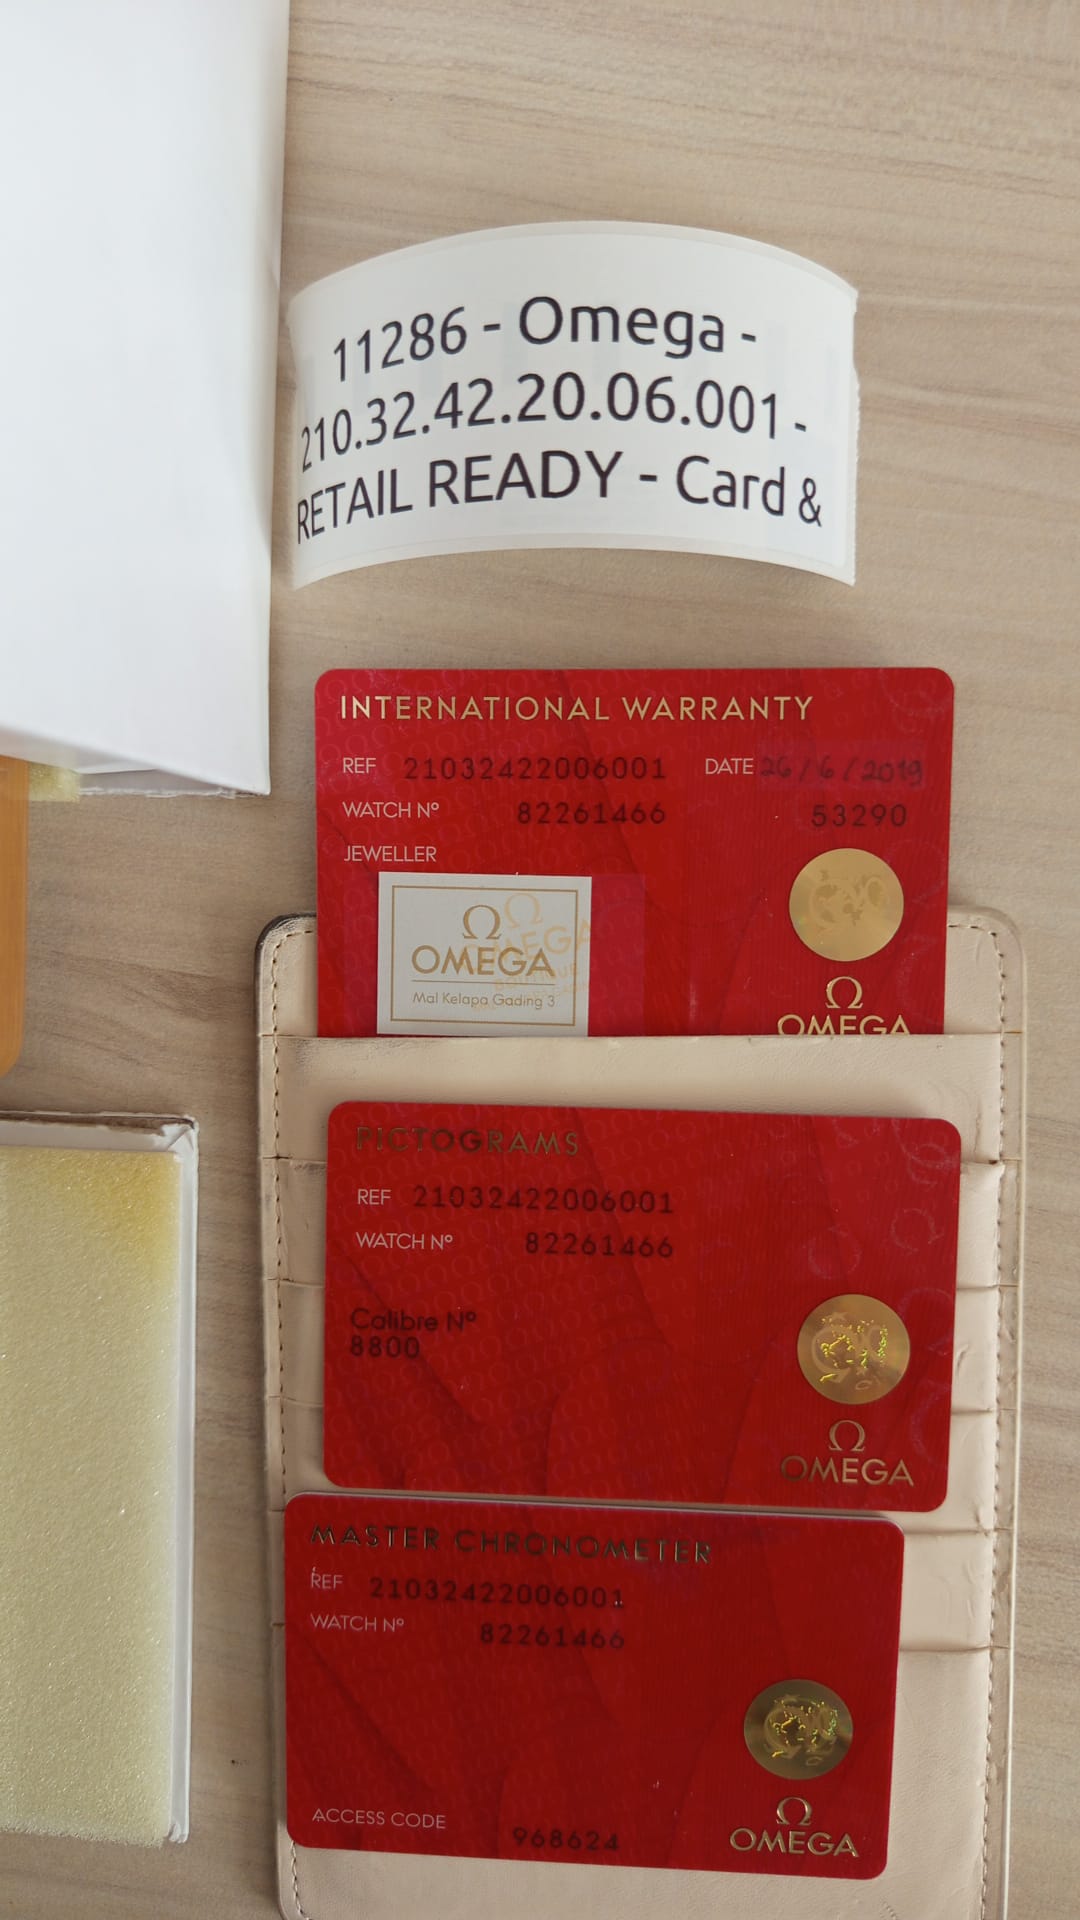 11286 - Omega -
210.32.42.20.06.001 -
RETAIL READY - Card &
INTERNATIONAL WARRANTY
REF 21032422006001 DATE 26/6/2019
WATCH Nº 82261466 53290
JEWELLER
Ω
OMEGA
Mal Kelapa Gading 3
Ω
OMEGA
PICTOGRAMS
REF 21032422006001
WATCH Nº 82261466
Calibre Nº
8800
Ω
OMEGA
MASTER CHRONOMETER
REF 21032422006001
WATCH Nº 82261466
Ω
OMEGA
ACCESS CODE 968624